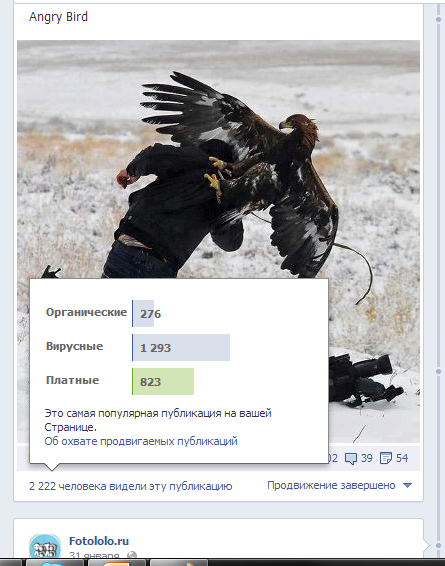 Angry Bird
Органические 276
Вирусные 1 293
Платные 823
Это самая популярная публикация на вашей
Странице.
Об охвате продвигаемых публикаций
02 39 54
2 222 человека видели эту публикацию Продвижение завершено
Fotololo.ru
31 января